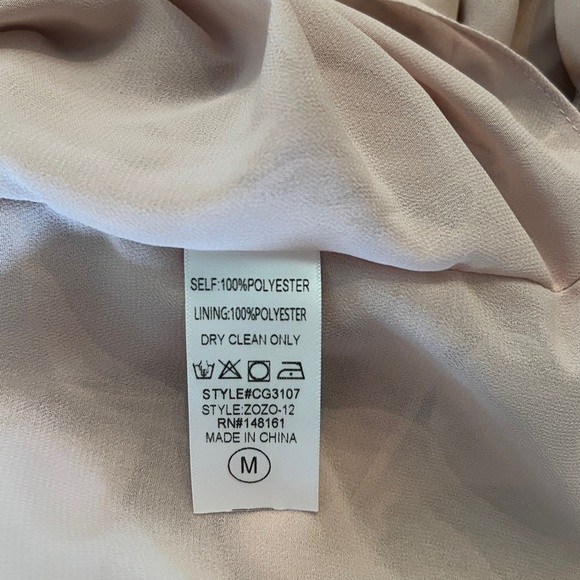 SELF:100%POLYESTER
LINING:100%POLYESTER
DRY CLEAN ONLY
STYLE#CG3107
STYLE:ZOZO-12
RN#148161
MADE IN CHINA
M